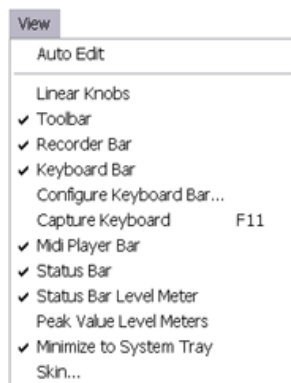 View
Auto Edit
Linear Knobs
Toolbar
Recorder Bar
Keyboard Bar
Configure Keyboard Bar...
Capture Keyboard F11
Midi Player Bar
Status Bar
Status Bar Level Meter
Peak Value Level Meters
Minimize to System Tray
Skin...